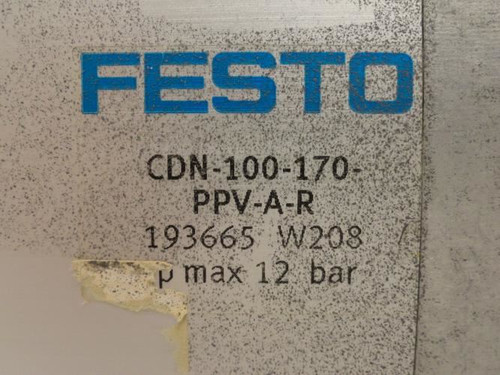 FESTO
CDN-100-170-
PPV-A-R
193665 W208
p max 12 bar